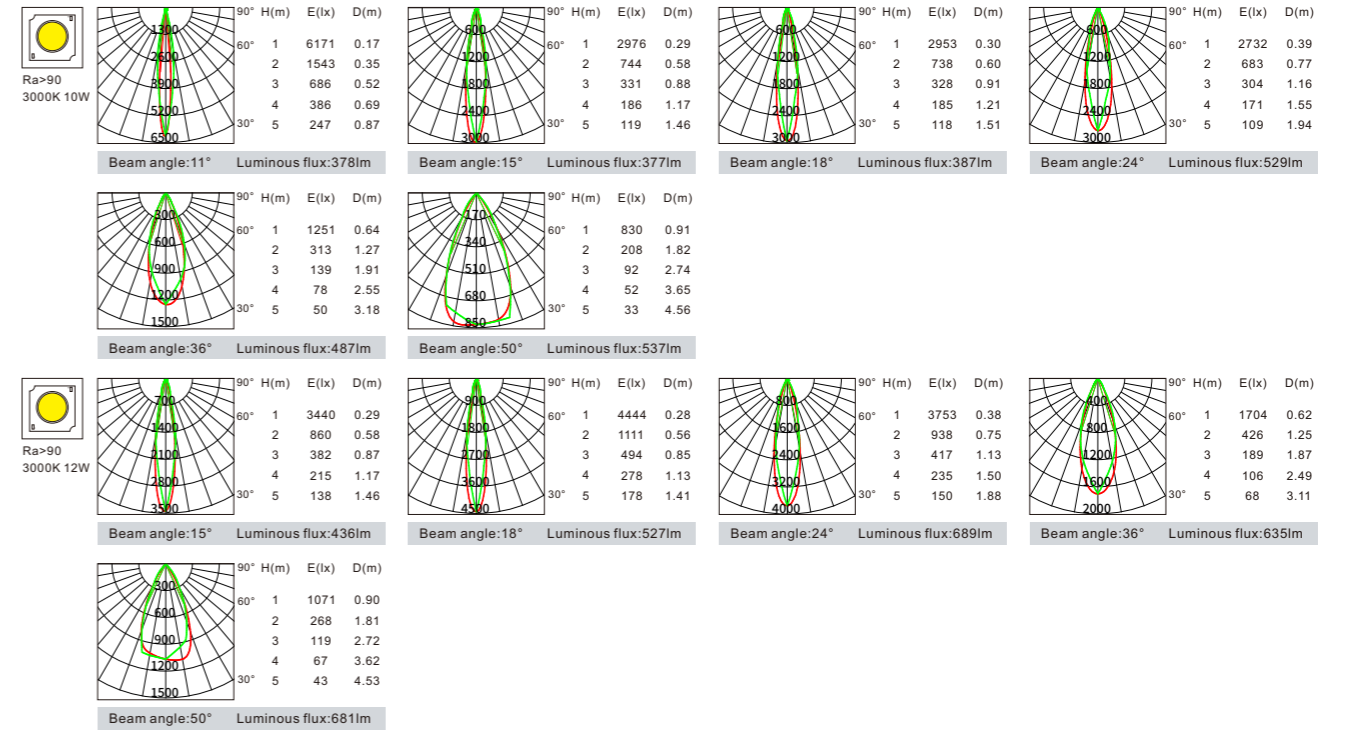 Ra>90
3000K 10W
1300
2600
3900
5200
6500
90° H(m) E(lx) D(m)
60° 1 6171 0.17
2 1543 0.35
3 686 0.52
4 386 0.69
30° 5 247 0.87
Beam angle:11° Luminous flux:378lm
600
1200
1800
2400
3000
90° H(m) E(lx) D(m)
60° 1 2976 0.29
2 744 0.58
3 331 0.88
4 186 1.17
30° 5 119 1.46
Beam angle:15° Luminous flux:377lm
600
1200
1800
2400
3000
90° H(m) E(lx) D(m)
60° 1 2953 0.30
2 738 0.60
3 328 0.91
4 185 1.21
30° 5 118 1.51
Beam angle:18° Luminous flux:387lm
600
1200
1800
2400
3000
90° H(m) E(lx) D(m)
60° 1 2732 0.39
2 683 0.77
3 304 1.16
4 171 1.55
30° 5 109 1.94
Beam angle:24° Luminous flux:529lm
300
600
900
1200
1500
90° H(m) E(lx) D(m)
60° 1 1251 0.64
2 313 1.27
3 139 1.91
4 78 2.55
30° 5 50 3.18
Beam angle:36° Luminous flux:487lm
170
340
510
680
850
90° H(m) E(lx) D(m)
60° 1 830 0.91
2 208 1.82
3 92 2.74
4 52 3.65
30° 5 33 4.56
Beam angle:50° Luminous flux:537lm
Ra>90
3000K 12W
700
1400
2100
2800
3500
90° H(m) E(lx) D(m)
60° 1 3440 0.29
2 860 0.58
3 382 0.87
4 215 1.17
30° 5 138 1.46
Beam angle:15° Luminous flux:436lm
900
1800
2700
3600
4500
90° H(m) E(lx) D(m)
60° 1 4444 0.28
2 1111 0.56
3 494 0.85
4 278 1.13
30° 5 178 1.41
Beam angle:18° Luminous flux:527lm
800
1600
2400
3200
4000
90° H(m) E(lx) D(m)
60° 1 3753 0.38
2 938 0.75
3 417 1.13
4 235 1.50
30° 5 150 1.88
Beam angle:24° Luminous flux:689lm
400
800
1200
1600
2000
90° H(m) E(lx) D(m)
60° 1 1704 0.62
2 426 1.25
3 189 1.87
4 106 2.49
30° 5 68 3.11
Beam angle:36° Luminous flux:635lm
300
600
900
1200
1500
90° H(m) E(lx) D(m)
60° 1 1071 0.90
2 268 1.81
3 119 2.72
4 67 3.62
30° 5 43 4.53
Beam angle:50° Luminous flux:681lm